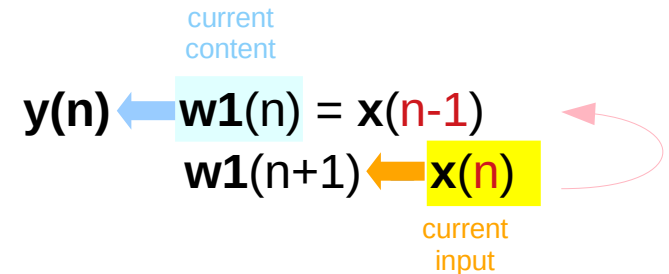 current
content
y(n) w1(n) = x(n-1)
w1(n+1) x(n)
current
input